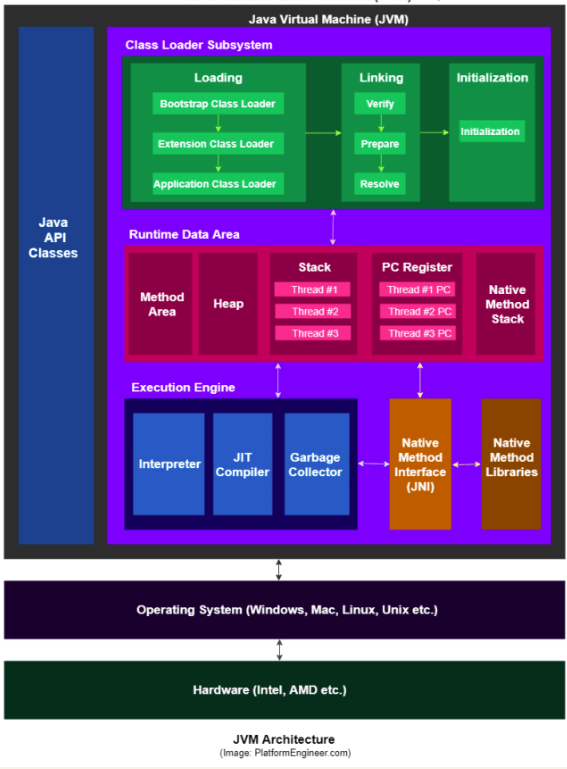 Java Virtual Machine (JVM)
Java
API
Classes
Class Loader Subsystem
Loading
Bootstrap Class Loader
Extension Class Loader
Application Class Loader
Linking
Verify
Prepare
Resolve
Initialization
Initialization
Runtime Data Area
Method
Area
Heap
Stack
Thread #1
Thread #2
Thread #3
PC Register
Thread #1 PC
Thread #2 PC
Thread #3 PC
Native
Method
Stack
Execution Engine
Interpreter
JIT
Compiler
Garbage
Collector
Native
Method
Interface
(JNI)
Native
Method
Libraries
Operating System (Windows, Mac, Linux, Unix etc.)
Hardware (Intel, AMD etc.)
JVM Architecture
(Image: PlatformEngineer.com)